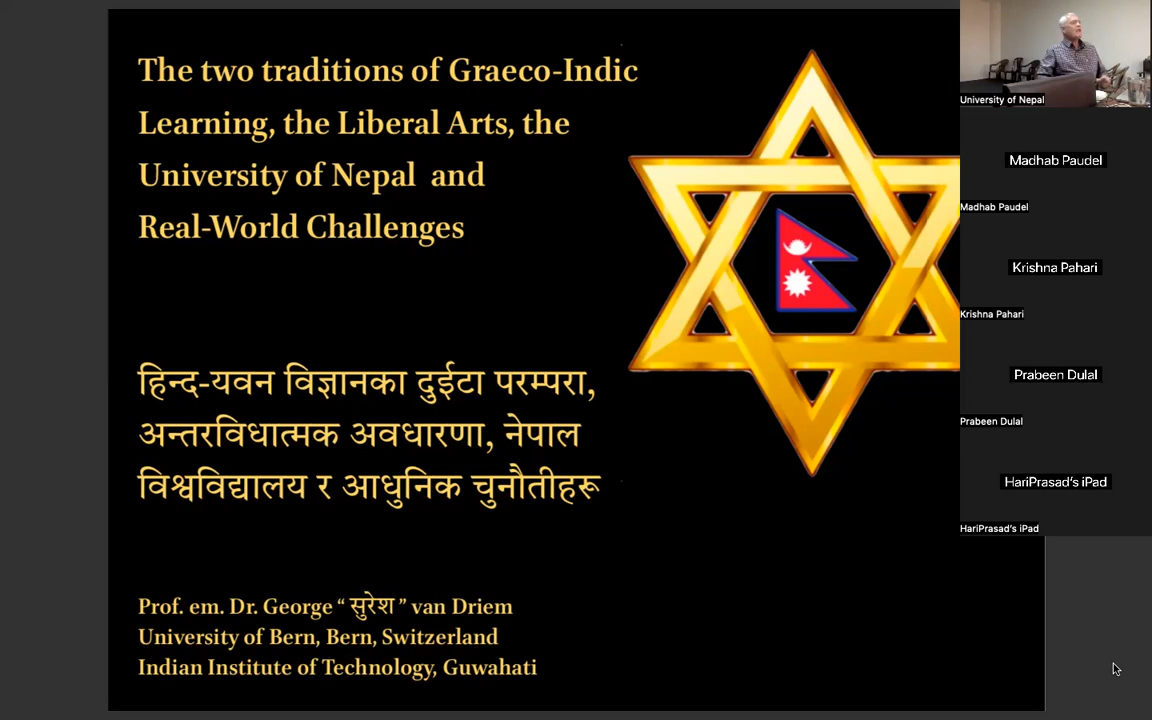 The two traditions of Graeco-Indic
Learning, the Liberal Arts, the
University of Nepal and
Real-World Challenges
हिन्द-यवन विज्ञानका दुईटा परम्परा,
अन्तरविधात्मक अवधारणा, नेपाल
विश्वविद्यालय र आधुनिक चुनौतीहरू
Prof. em. Dr. George “ सुरेश ” van Driem
University of Bern, Bern, Switzerland
Indian Institute of Technology, Guwahati
University of Nepal
Madhab Paudel
Madhab Paudel
Krishna Pahari
Krishna Pahari
Prabeen Dulal
Prabeen Dulal
HariPrasad’s iPad
HariPrasad’s iPad